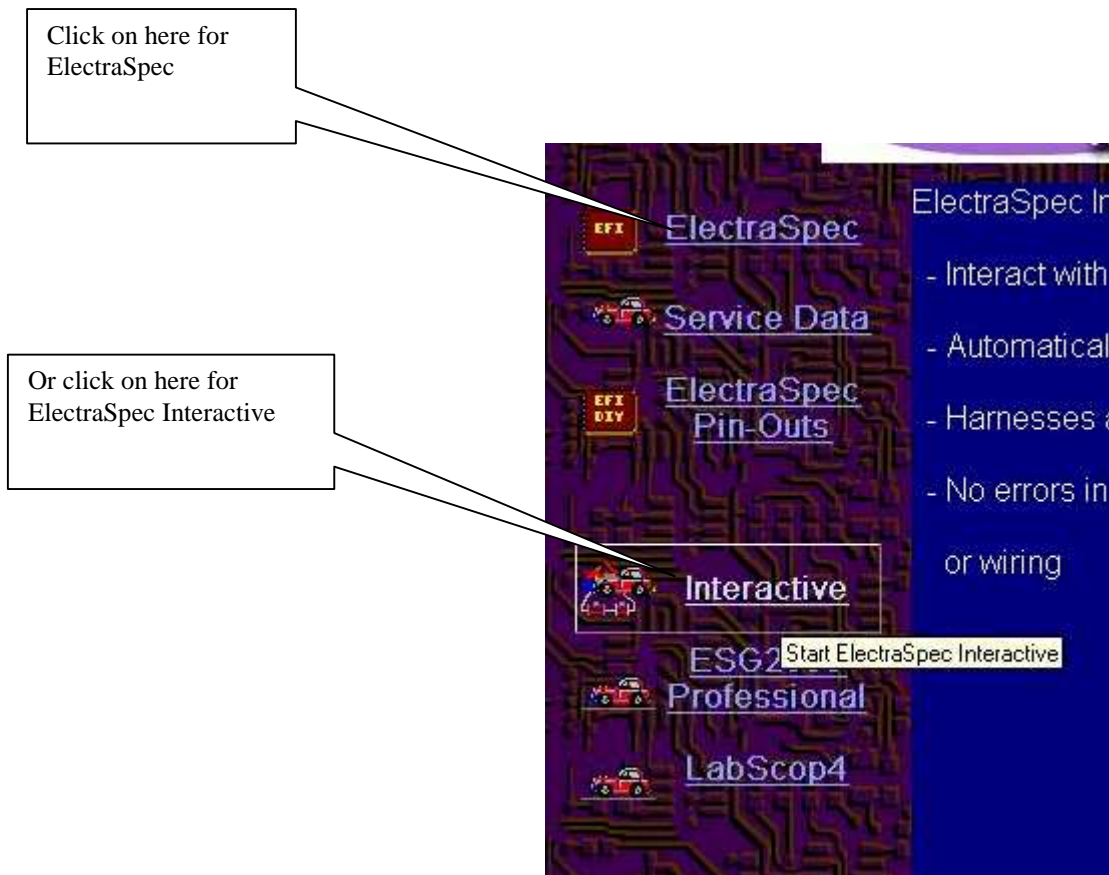 Click on here for
ElectraSpec
Or click on here for
ElectraSpec Interactive
EFI
ElectraSpec
Service Data
EFI
DIY
ElectraSpec
Pin-Outs
Interactive
Start ElectraSpec Interactive
Professional
LabScop4
ElectraSpec
- Interact with
- Automatical
- Harnesses a
- No errors in
or wiring